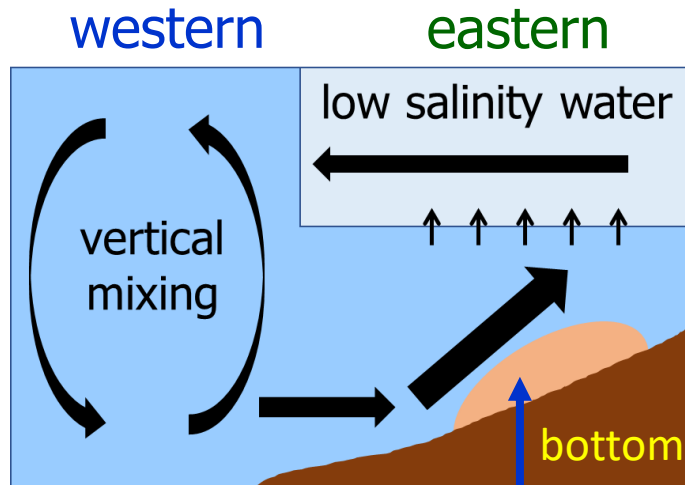 western eastern
low salinity water
vertical
mixing
bottom